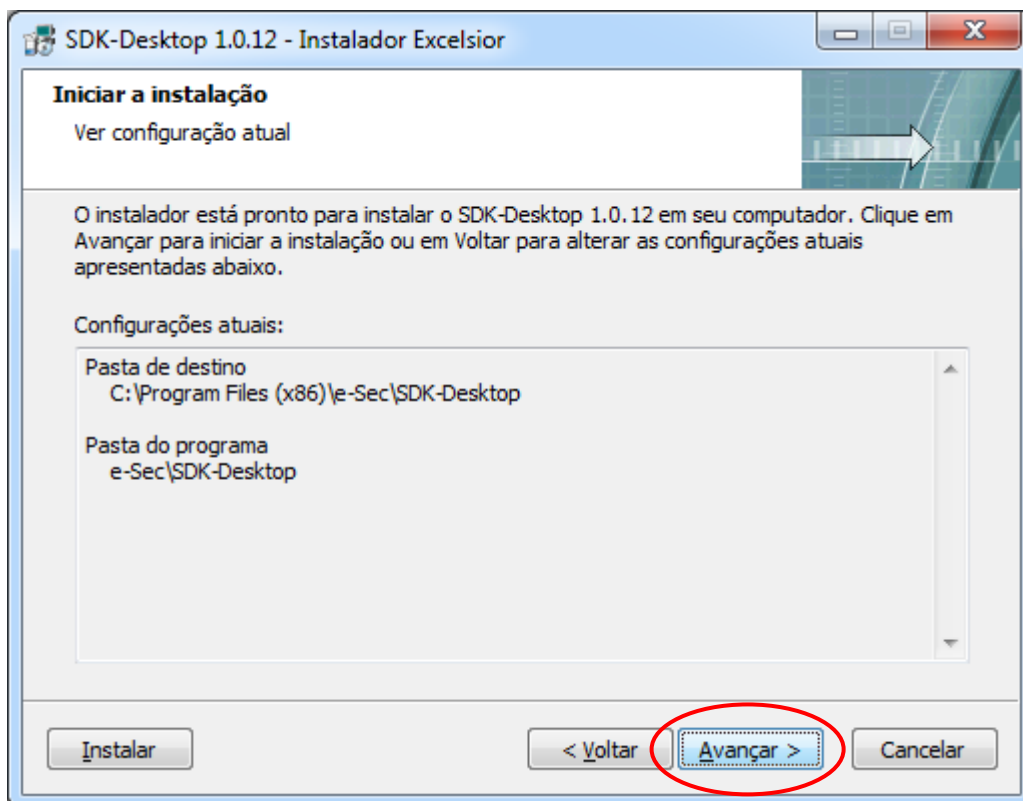 SDK-Desktop 1.0.12 - Instalador Excelsior
Iniciar a instalação
Ver configuração atual
O instalador está pronto para instalar o SDK-Desktop 1.0.12 em seu computador. Clique em
Avançar para iniciar a instalação ou em Voltar para alterar as configurações atuais
apresentadas abaixo.
Configurações atuais:
Pasta de destino
C:\Program Files (x86)\e-Sec\SDK-Desktop
Pasta do programa
e-Sec\SDK-Desktop
Instalar
< Voltar
Avançar >
Cancelar